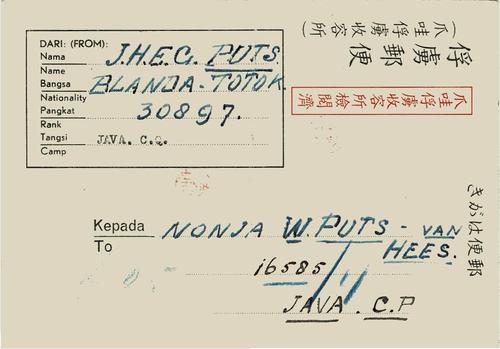 DARI: (FROM):
Nama J.H.E.G. PUTS.
Name
Bangsa BLANDA-TOTOK.
Nationality
Pangkat 30897.
Rank
Tangsi JAVA. C.Q.
Camp
俘虜郵便
(爪哇俘虜收容所)
爪哇俘虜收容所檢閱濟
きがは便郵
Kepada NONJA W. PUTS - VAN
To HEES.
16585
JAVA. C.P